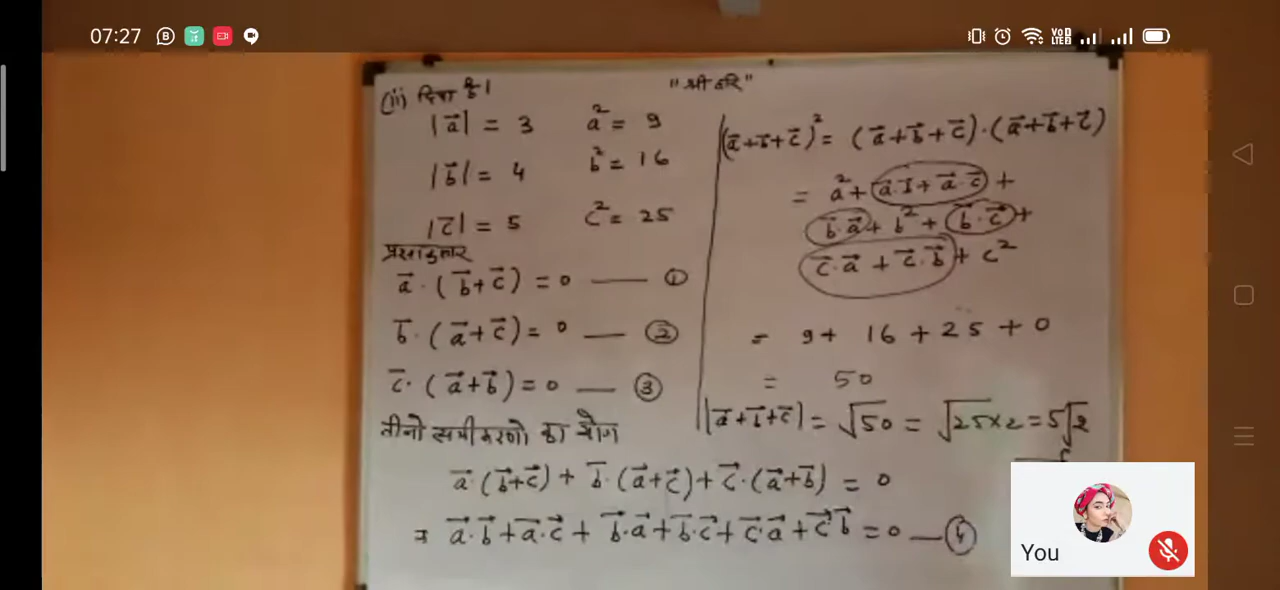 07:27
VoD LTED
(ii) दिया है।
"श्री हरि"
|a⃗| = 3 a² = 9
|b⃗| = 4 b² = 16
|c⃗| = 5 c² = 25
प्रश्नानुसार
a⃗ · (b⃗+c⃗) = 0 —— ①
b⃗ · (a⃗+c⃗) = 0 — ②
c⃗ · (a⃗+b⃗) = 0 — ③
तीनो समीकरणो का योग
a⃗·(b⃗+c⃗) + b⃗·(a⃗+c⃗) + c⃗·(a⃗+b⃗) = 0
⇒ a⃗·b⃗ + a⃗·c⃗ + b⃗·a⃗ + b⃗·c⃗ + c⃗·a⃗ + c⃗ b⃗ = 0 — ④
(a⃗+b⃗+c⃗)² = (a⃗+b⃗+c⃗)·(a⃗+b⃗+c⃗)
= a² + a⃗·b⃗ + a⃗·c⃗ +
b⃗·a⃗ + b² + b⃗·c⃗ +
c⃗·a⃗ + c⃗·b⃗ + c²
= 9 + 16 + 25 + 0
= 50
|a⃗+b⃗+c⃗| = √50 = √25×2 = 5√2
You